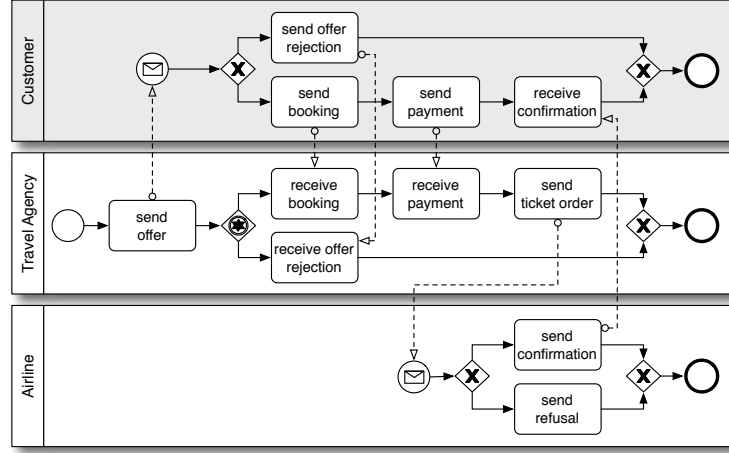 Customer
send offer
rejection
send
booking
send
payment
receive
confirmation
Travel Agency
send
offer
receive
booking
receive
payment
send
ticket order
receive offer
rejection
Airline
send
confirmation
send
refusal